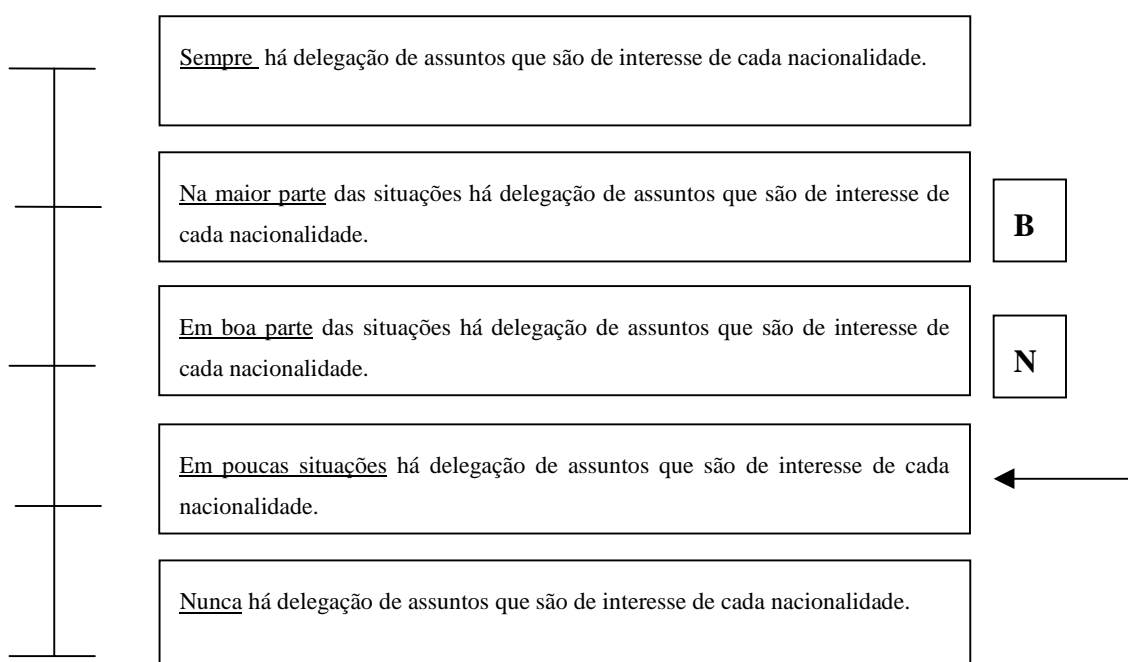 Sempre há delegação de assuntos que são de interesse de cada nacionalidade.
Na maior parte das situações há delegação de assuntos que são de interesse de
cada nacionalidade.
B
Em boa parte das situações há delegação de assuntos que são de interesse de
cada nacionalidade.
N
Em poucas situações há delegação de assuntos que são de interesse de cada
nacionalidade.
Nunca há delegação de assuntos que são de interesse de cada nacionalidade.